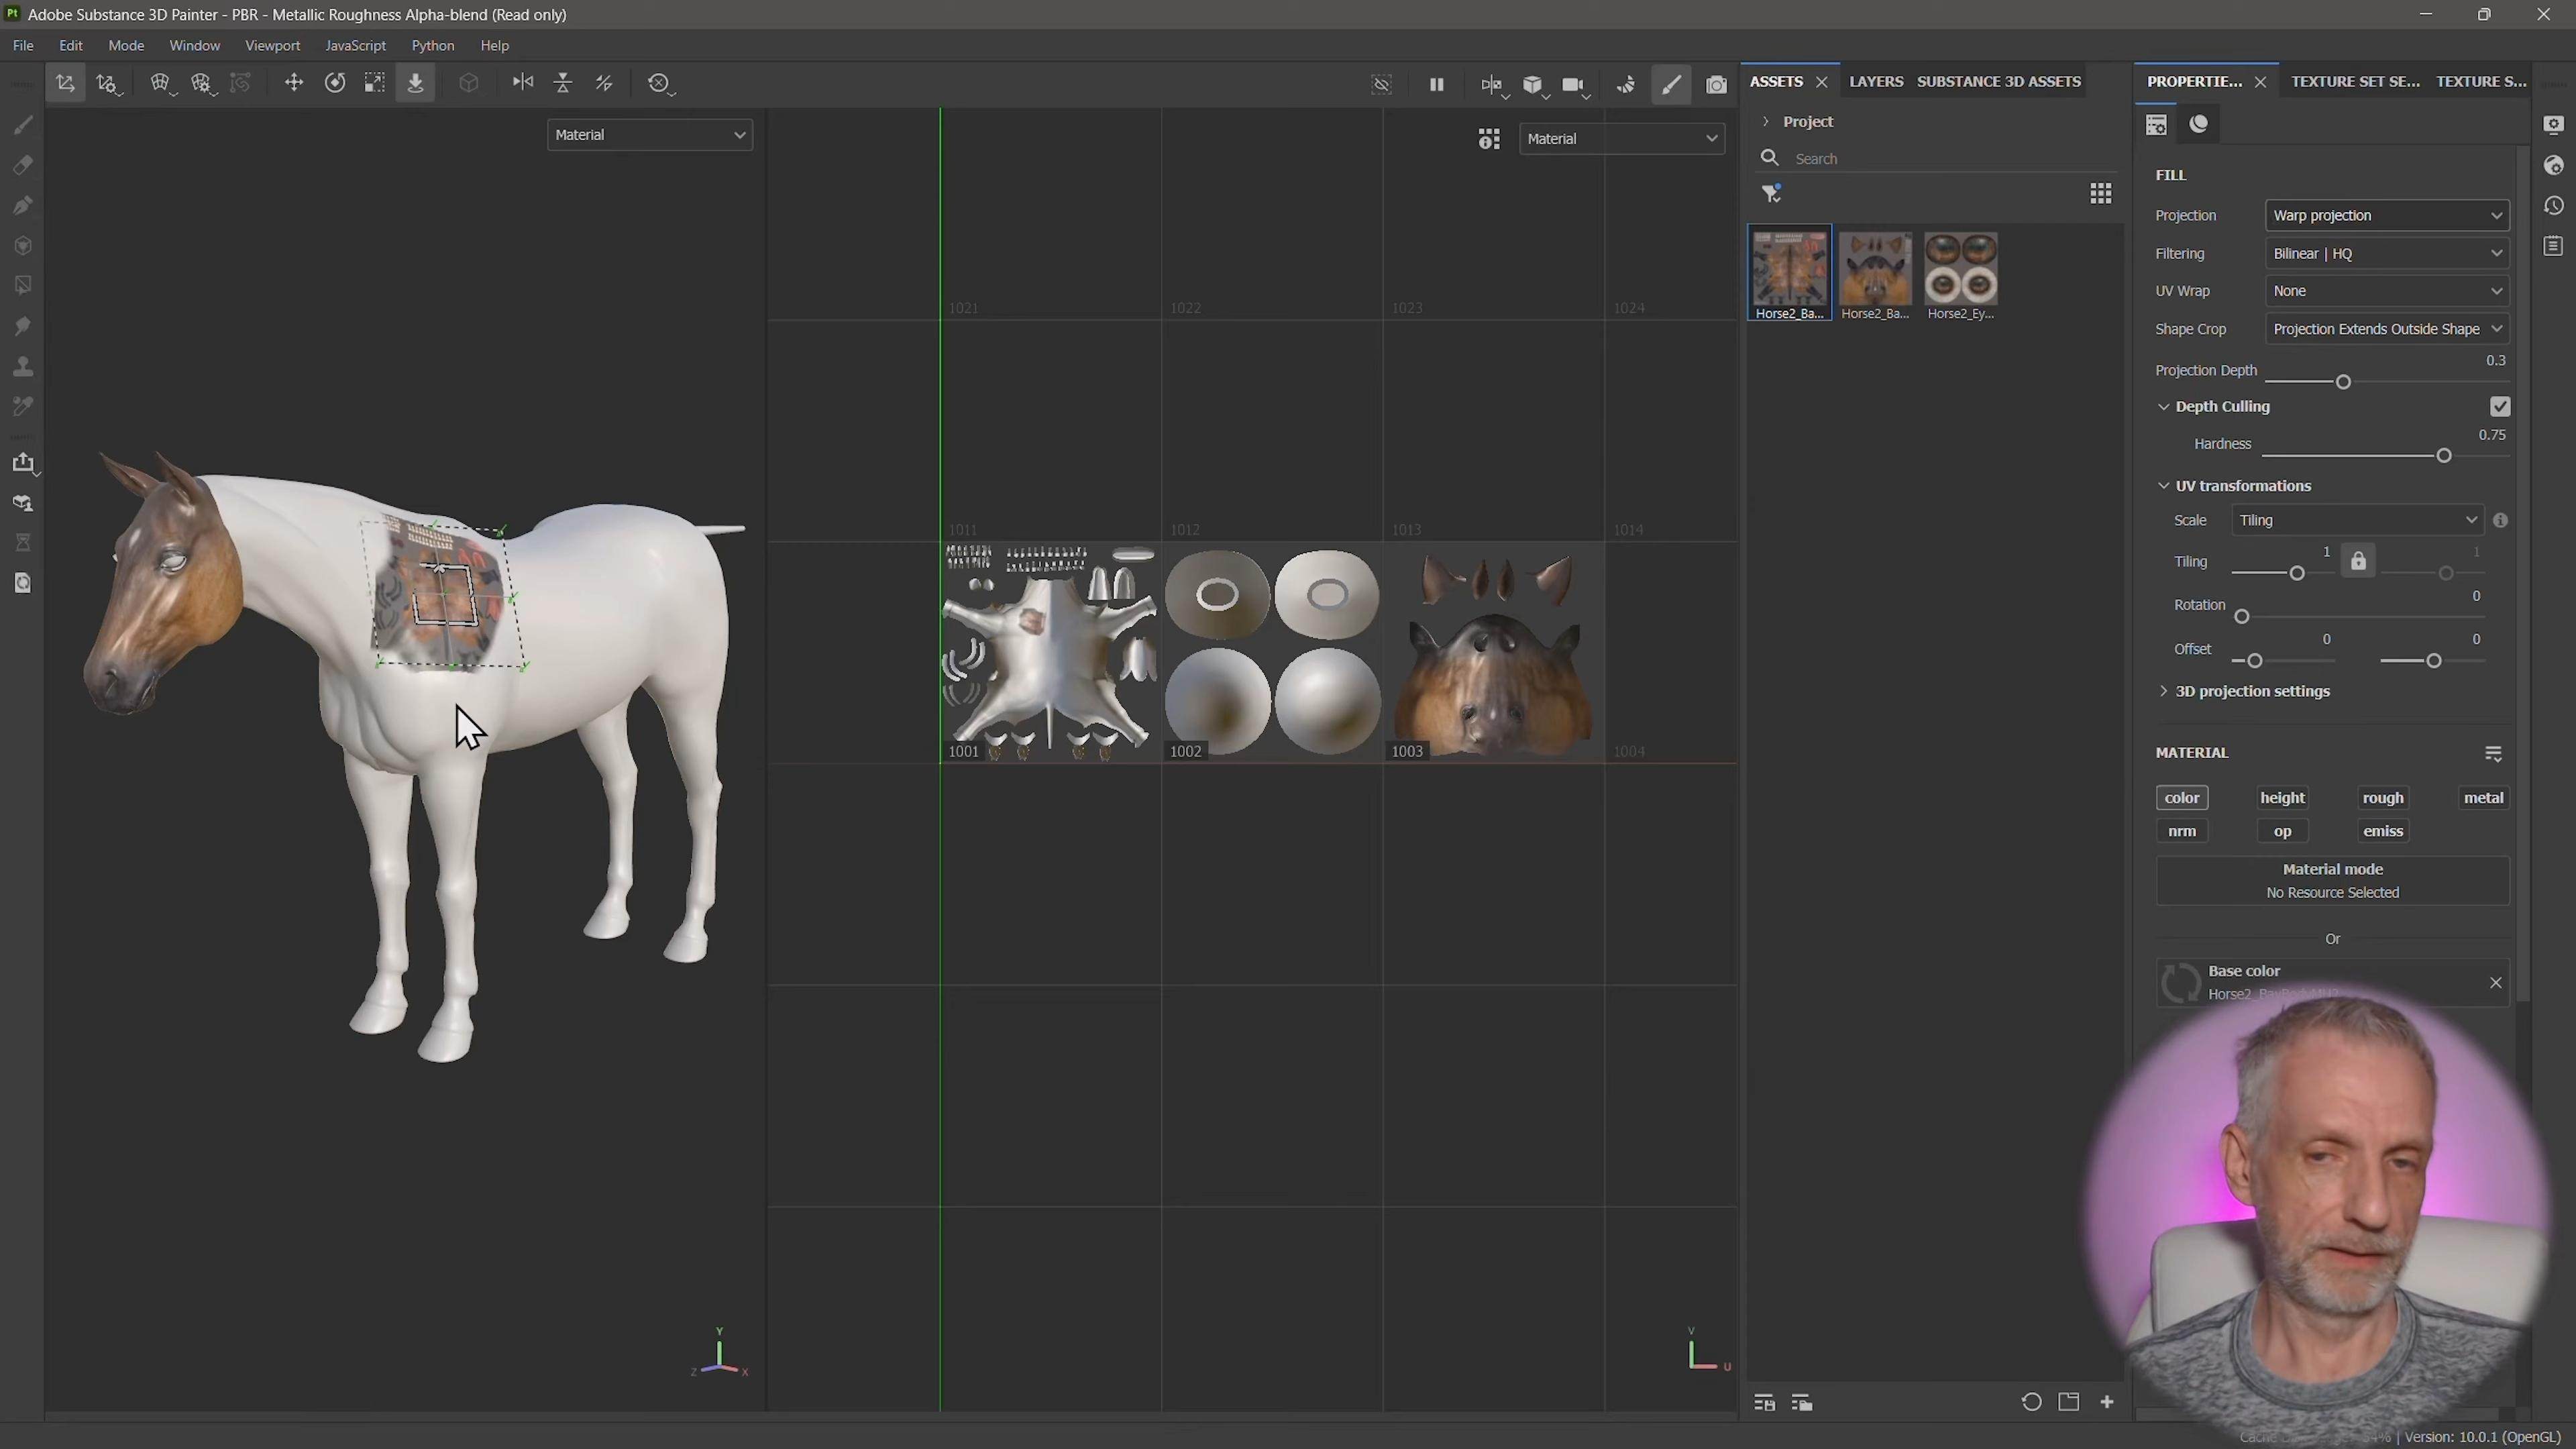 Pt Adobe Substance 3D Painter - PBR - Metallic Roughness Alpha-blend (Read only)
File Edit Mode Window Viewport JavaScript Python Help
Material
Material
1021 1022 1023 1024
1011 1012 1013 1014
1001 1002 1003 1004
Y
Z X
V
U
ASSETS LAYERS SUBSTANCE 3D ASSETS
Project
Search
Horse2_Ba... Horse2_Ba... Horse2_Ey...
PROPERTIE... TEXTURE SET SE... TEXTURE S...
FILL
Projection Warp projection
Filtering Bilinear | HQ
UV Wrap None
Shape Crop Projection Extends Outside Shape
Projection Depth 0.3
Depth Culling
Hardness 0.75
UV transformations
Scale Tiling
Tiling 1 1
Rotation 0
Offset 0 0
3D projection settings
MATERIAL
color height rough metal
nrm op emiss
Material mode
No Resource Selected
Or
Base color
Version: 10.0.1 (OpenGL)